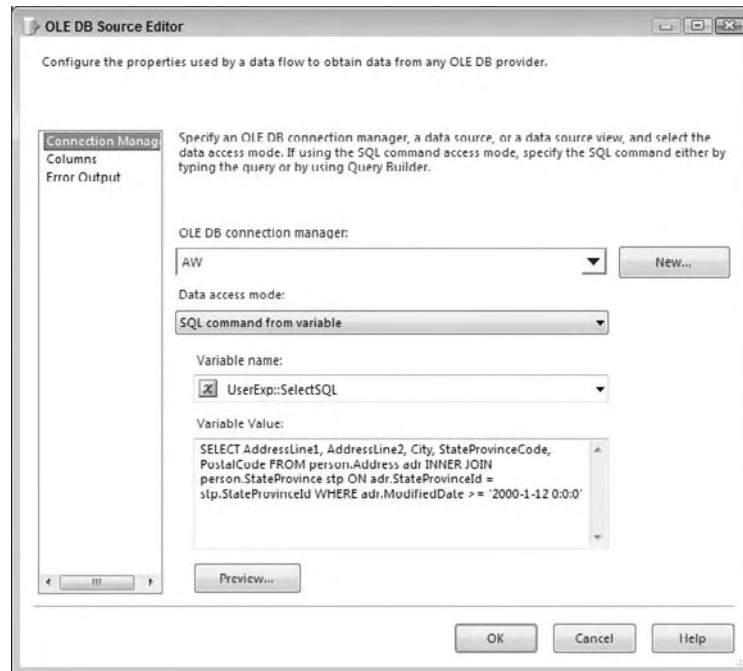 OLE DB Source Editor
Configure the properties used by a data flow to obtain data from any OLE DB provider.
Connection Manag
Columns
Error Output
Specify an OLE DB connection manager, a data source, or a data source view, and select the
data access mode. If using the SQL command access mode, specify the SQL command either by
typing the query or by using Query Builder.
OLE DB connection manager:
AW
New...
Data access mode:
SQL command from variable
Variable name:
UserExp::SelectSQL
Variable Value:
SELECT AddressLine1, AddressLine2, City, StateProvinceCode,
PostalCode FROM person.Address adr INNER JOIN
person.StateProvince stp ON adr.StateProvinceId =
stp.StateProvinceId WHERE adr.ModifiedDate >= '2000-1-12 0:0:0'
Preview...
OK
Cancel
Help